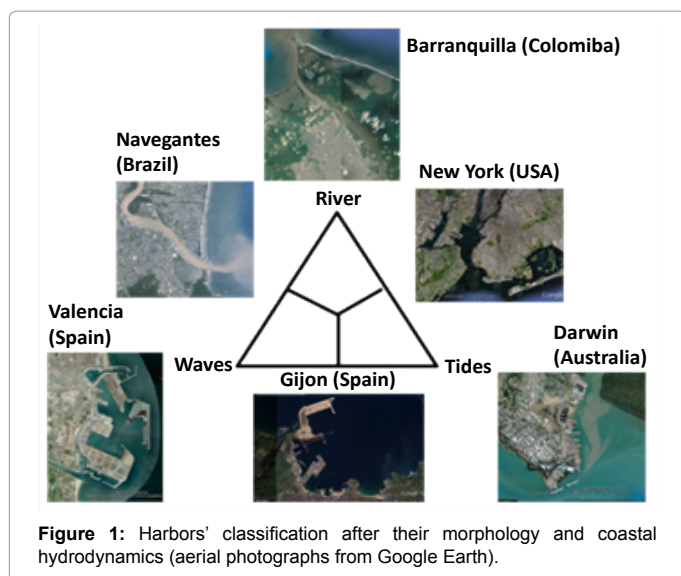 Barranquilla (Colomiba)
Navegantes
(Brazil)
New York (USA)
River
Valencia
(Spain)
Waves
Gijon (Spain)
Tides
Darwin
(Australia)
Figure 1: Harbors’ classification after their morphology and coastal
hydrodynamics (aerial photographs from Google Earth).